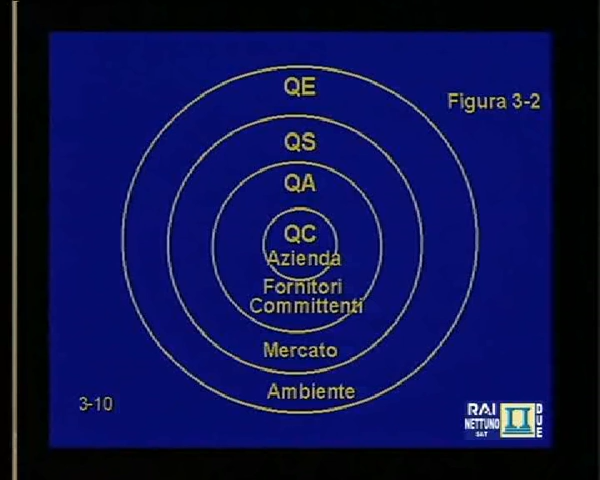 QE
Figura 3-2
QS
QA
QC
Azienda
Fornitori
Committenti
Mercato
Ambiente
3-10
RAI
NETTUNO
SAT
DUE